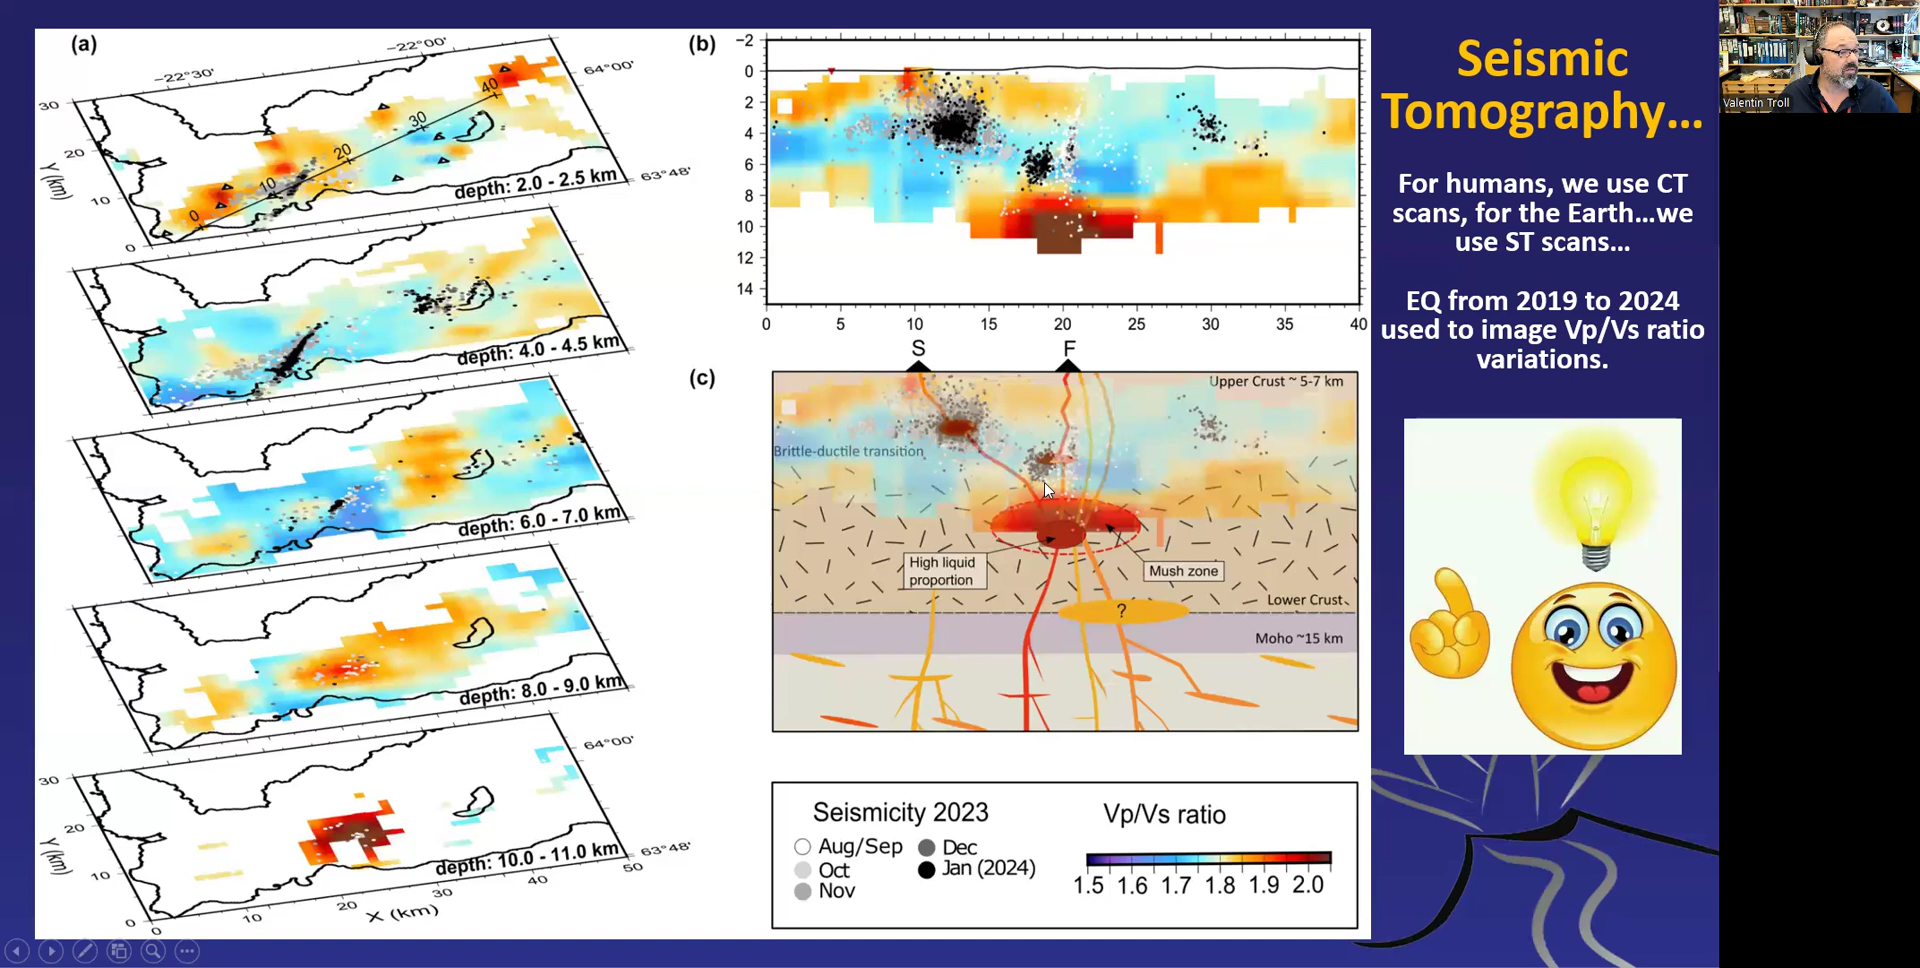 (a)
−22°30'
−22°00'
64°00'
63°48'
30
20
10
0
Y (km)
0
10
20
30
40
depth: 2.0 - 2.5 km
depth: 4.0 - 4.5 km
depth: 6.0 - 7.0 km
depth: 8.0 - 9.0 km
64°00'
63°48'
30
20
10
0
Y (km)
depth: 10.0 - 11.0 km
0
10
20
30
40
50
X (km)
(b)
−2
0
2
4
6
8
10
12
14
0 5 10 15 20 25 30 35 40
S F
(c)
Upper Crust ~ 5-7 km
Brittle-ductile transition
High liquid
proportion
Mush zone
Lower Crust
?
Moho ~15 km
Seismicity 2023
Aug/Sep
Oct
Nov
Dec
Jan (2024)
Vp/Vs ratio
1.5 1.6 1.7 1.8 1.9 2.0
Seismic
Tomography...
For humans, we use CT
scans, for the Earth...we
use ST scans...
EQ from 2019 to 2024
used to image Vp/Vs ratio
variations.
Valentin Troll